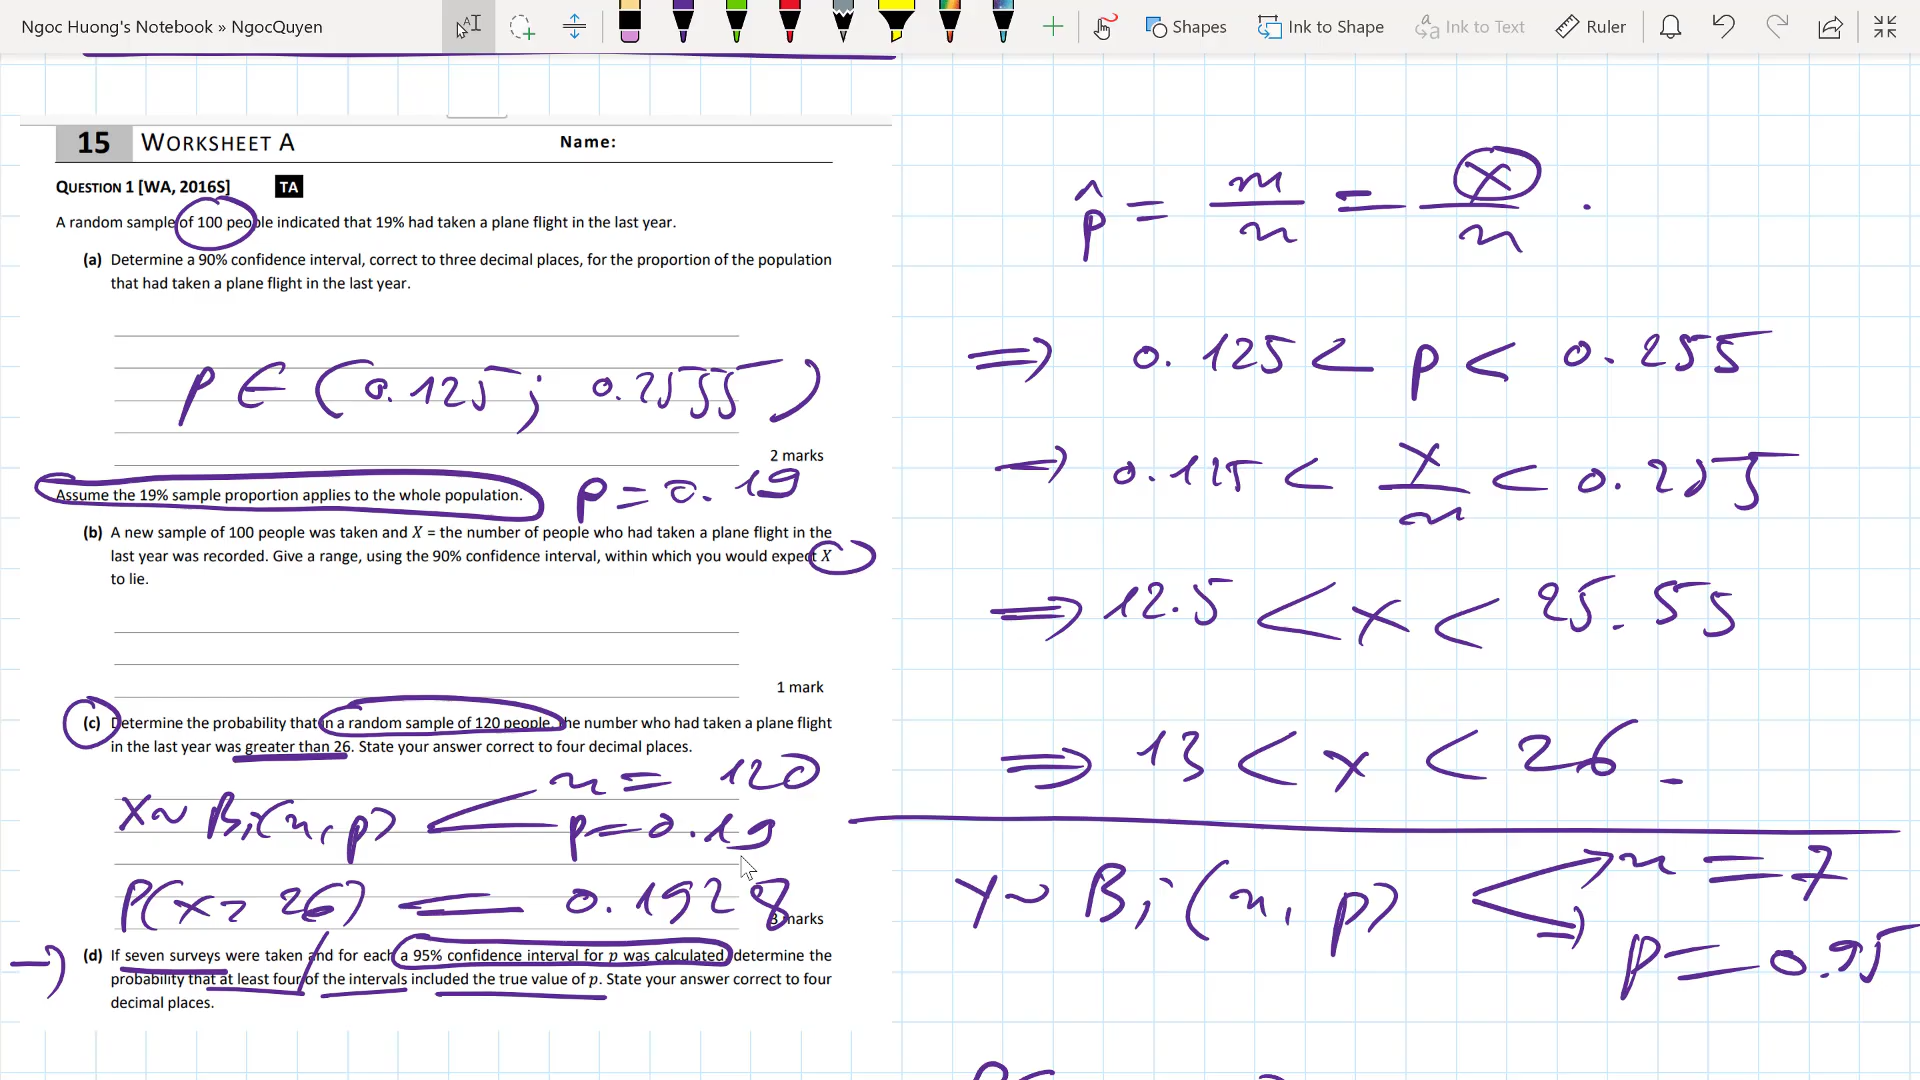 Ngoc Huong's Notebook » NgocQuyen
Shapes
Ink to Shape
Ink to Text
Ruler
15 WORKSHEET A Name:
QUESTION 1 [WA, 2016S] TA
A random sample of 100 people indicated that 19% had taken a plane flight in the last year.
(a) Determine a 90% confidence interval, correct to three decimal places, for the proportion of the population
that had taken a plane flight in the last year.
p ∈ (0.125; 0.2555)
2 marks
Assume the 19% sample proportion applies to the whole population. p = 0.19
(b) A new sample of 100 people was taken and X = the number of people who had taken a plane flight in the
last year was recorded. Give a range, using the 90% confidence interval, within which you would expect X
to lie.
1 mark
(c) Determine the probability that in a random sample of 120 people, the number who had taken a plane flight
in the last year was greater than 26. State your answer correct to four decimal places.
n = 120
X ~ Bi(n, p) p = 0.19
P(X > 26) = 0.1928
3 marks
(d) If seven surveys were taken and for each a 95% confidence interval for p was calculated, determine the
probability that at least four of the intervals included the true value of p. State your answer correct to four
decimal places.
p̂ = m/n = X/n .
⇒ 0.125 < p < 0.255
→ 0.125 < X/n < 0.255
⇒ 12.5 < X < 25.55
⇒ 13 < X < 26.
Y ~ Bi(n, p) n = 7
p = 0.95